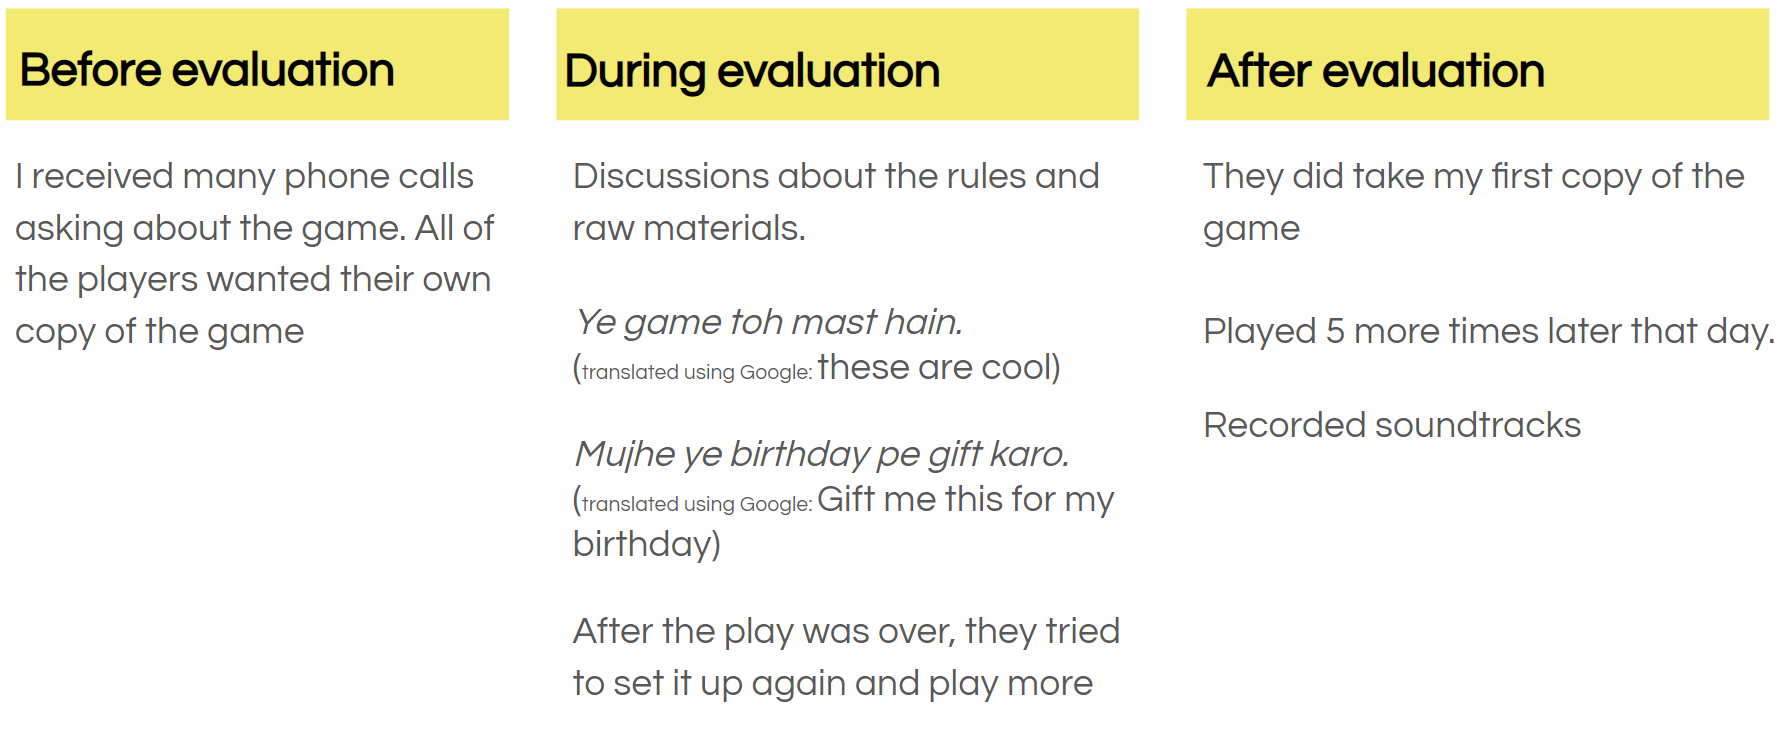 Before evaluation
I received many phone calls
asking about the game. All of
the players wanted their own
copy of the game
During evaluation
Discussions about the rules and
raw materials.
Ye game toh mast hain.
(translated using Google: these are cool)
Mujhe ye birthday pe gift karo.
(translated using Google: Gift me this for my
birthday)
After the play was over, they tried
to set it up again and play more
After evaluation
They did take my first copy of the
game
Played 5 more times later that day.
Recorded soundtracks